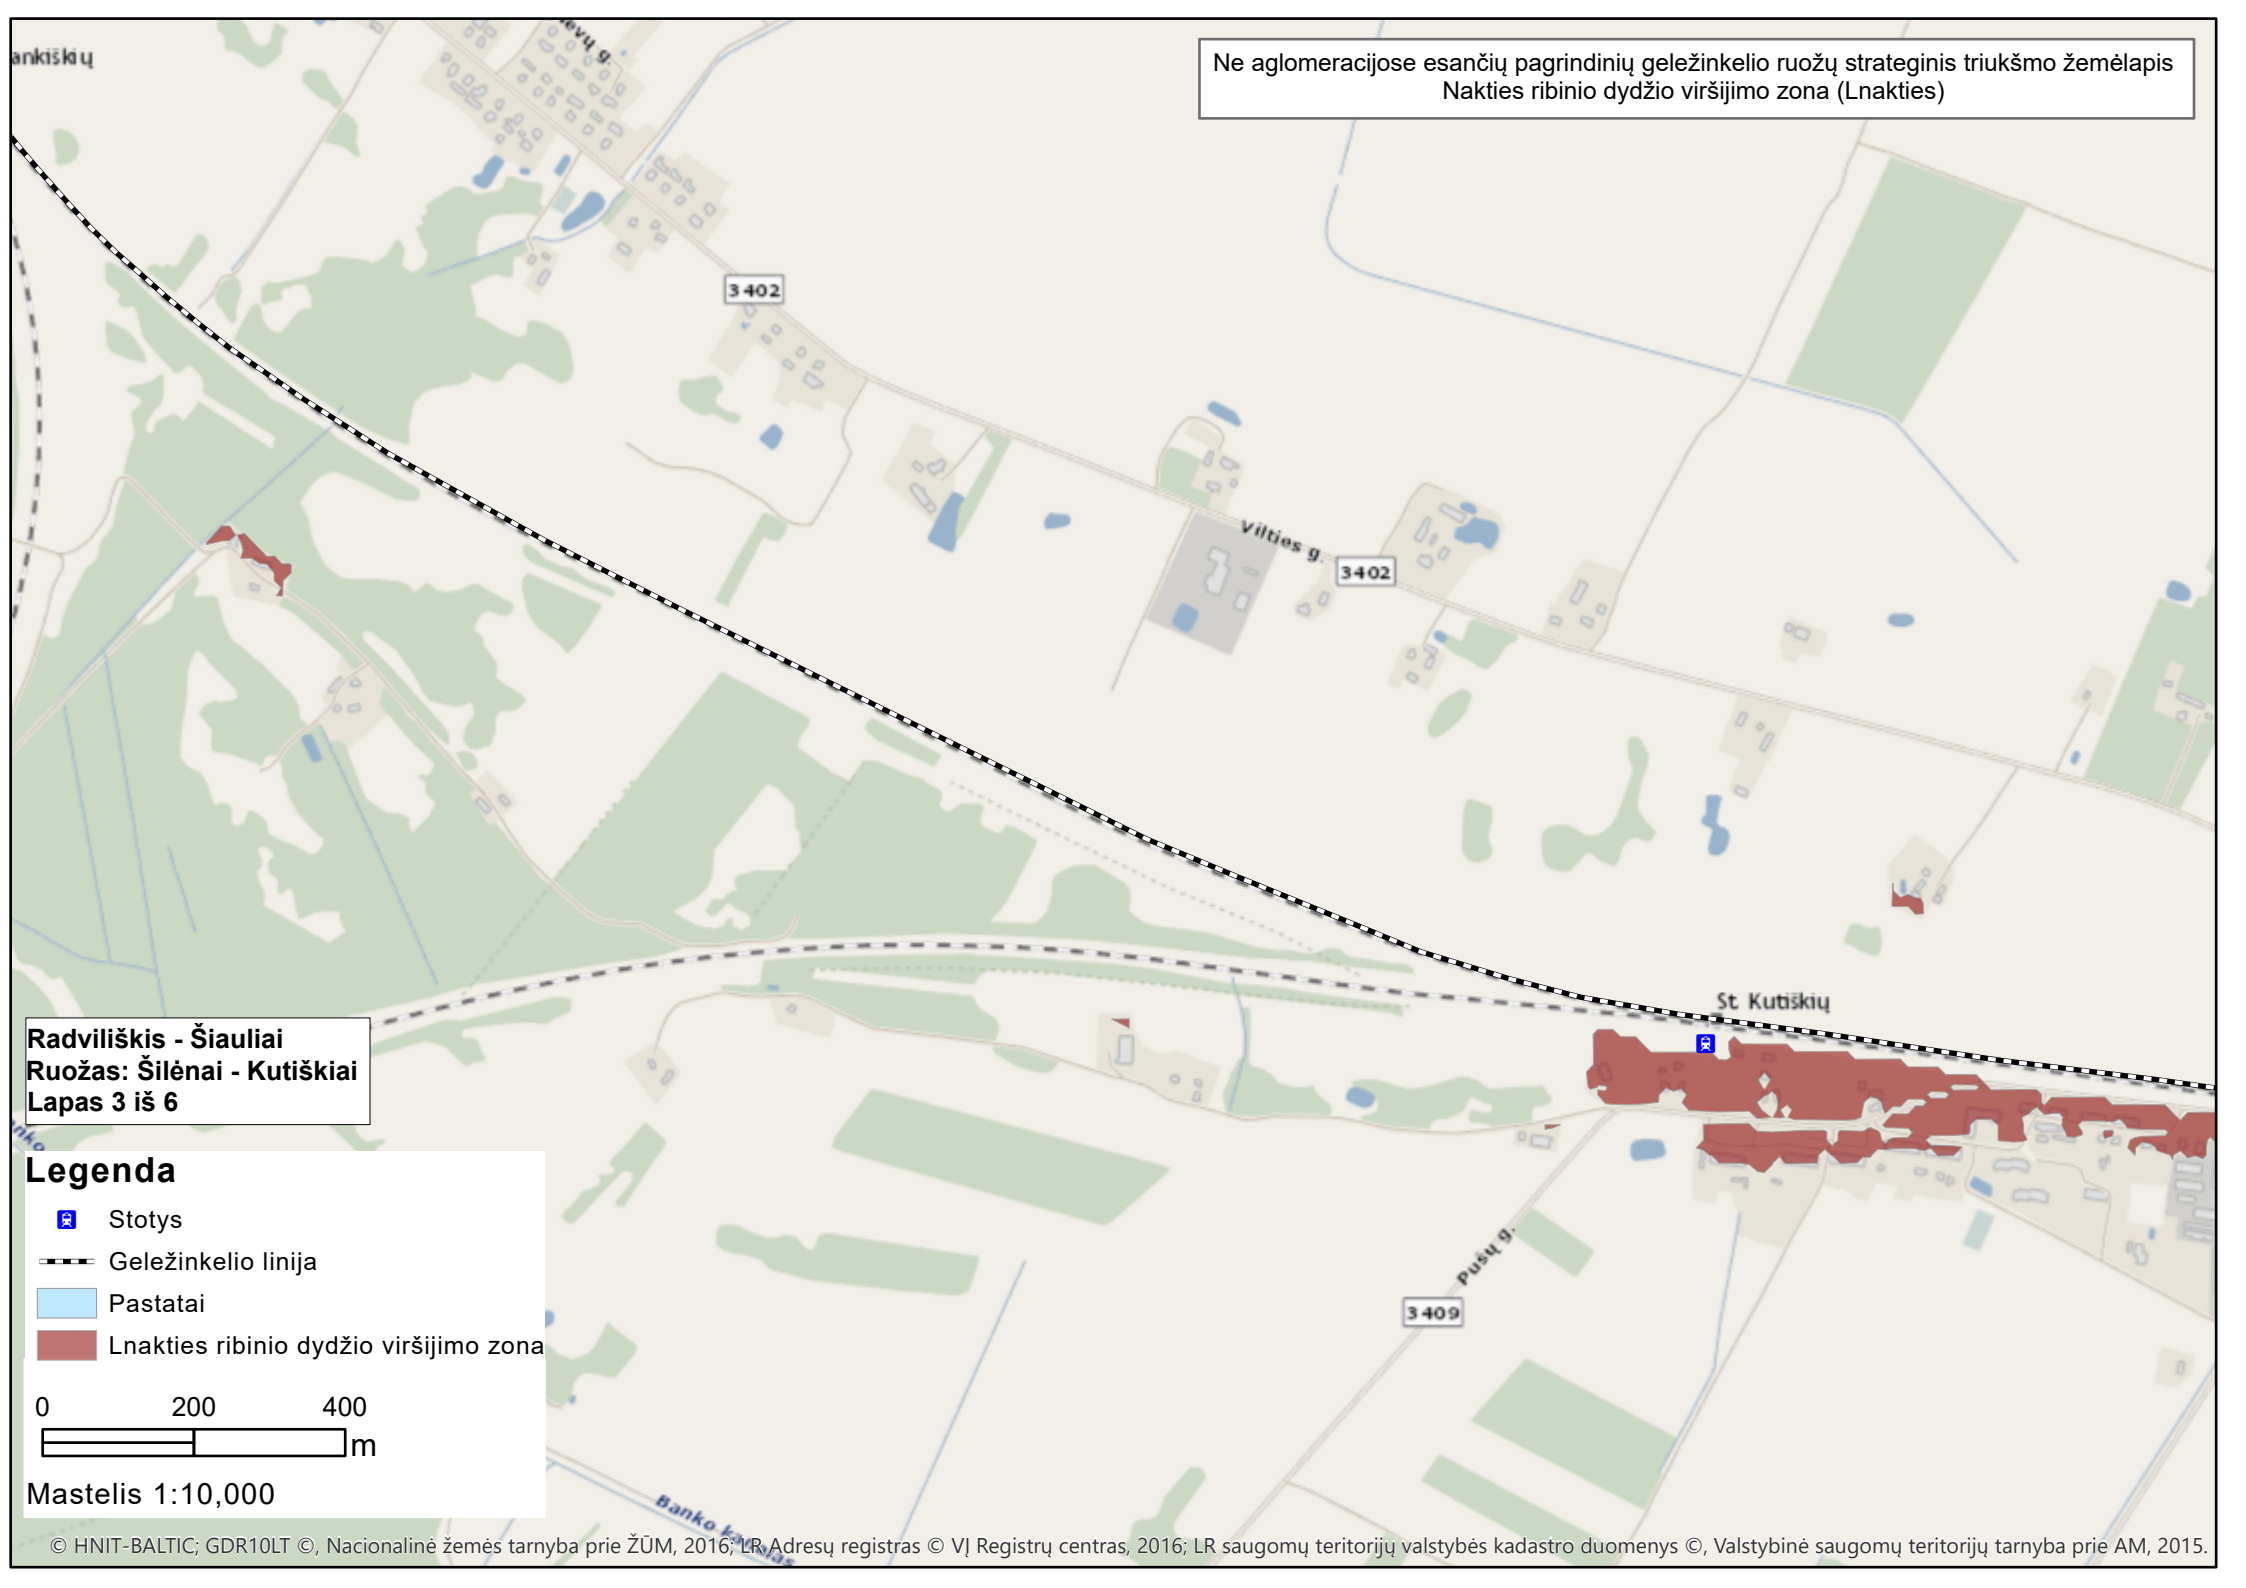 ankiškių
Ne aglomeracijose esančių pagrindinių geležinkelio ruožų strateginis triukšmo žemėlapis
Nakties ribinio dydžio viršijimo zona (Lnakties)
3402
Vilties g.
3402
St. Kutiškių
Radviliškis - Šiauliai
Ruožas: Šilėnai - Kutiškiai
Lapas 3 iš 6
Legenda
Stotys
Geležinkelio linija
Pastatai
Lnakties ribinio dydžio viršijimo zona
0 200 400
m
Mastelis 1:10,000
Pušų g.
3409
Banko kanalas
© HNIT-BALTIC; GDR10LT ©, Nacionalinė žemės tarnyba prie ŽŪM, 2016; LR Adresų registras © VĮ Registrų centras, 2016; LR saugomų teritorijų valstybės kadastro duomenys ©, Valstybinė saugomų teritorijų tarnyba prie AM, 2015.